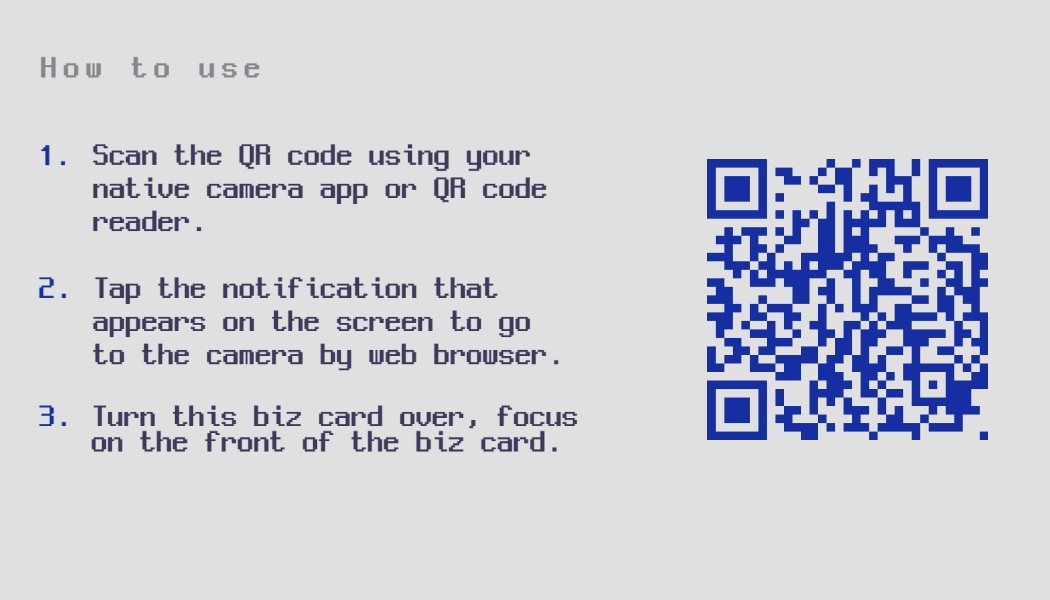 How to use
1. Scan the QR code using your
native camera app or QR code
reader.
2. Tap the notification that
appears on the screen to go
to the camera by web browser.
3. Turn this biz card over, focus
on the front of the biz card.